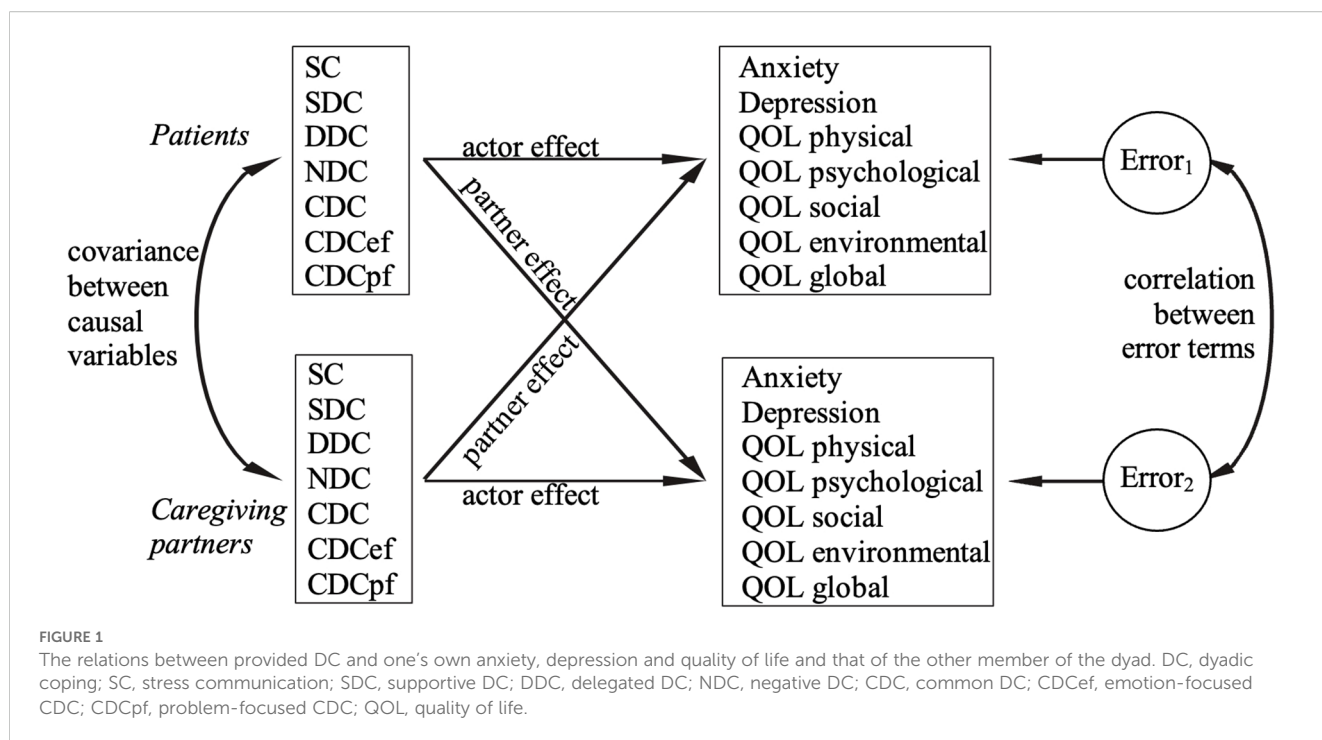 Patients
covariance
between
causal
variables
Caregiving
partners
SC
SDC
DDC
NDC
CDC
CDCef
CDCpf
SC
SDC
DDC
NDC
CDC
CDCef
CDCpf
actor effect
partner effect
partner effect
actor effect
Anxiety
Depression
QOL physical
QOL psychological
QOL social
QOL environmental
QOL global
Anxiety
Depression
QOL physical
QOL psychological
QOL social
QOL environmental
QOL global
Error₁
correlation
between
error terms
Error₂
FIGURE 1
The relations between provided DC and one’s own anxiety, depression and quality of life and that of the other member of the dyad. DC, dyadic
coping; SC, stress communication; SDC, supportive DC; DDC, delegated DC; NDC, negative DC; CDC, common DC; CDCef, emotion-focused
CDC; CDCpf, problem-focused CDC; QOL, quality of life.